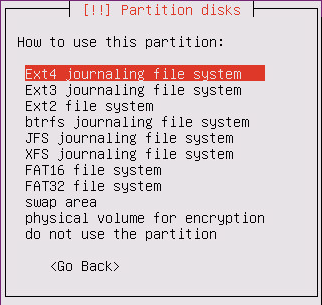 [!!] Partition disks
How to use this partition:
Ext4 journaling file system
Ext3 journaling file system
Ext2 file system
btrfs journaling file system
JFS journaling file system
XFS journaling file system
FAT16 file system
FAT32 file system
swap area
physical volume for encryption
do not use the partition
<Go Back>